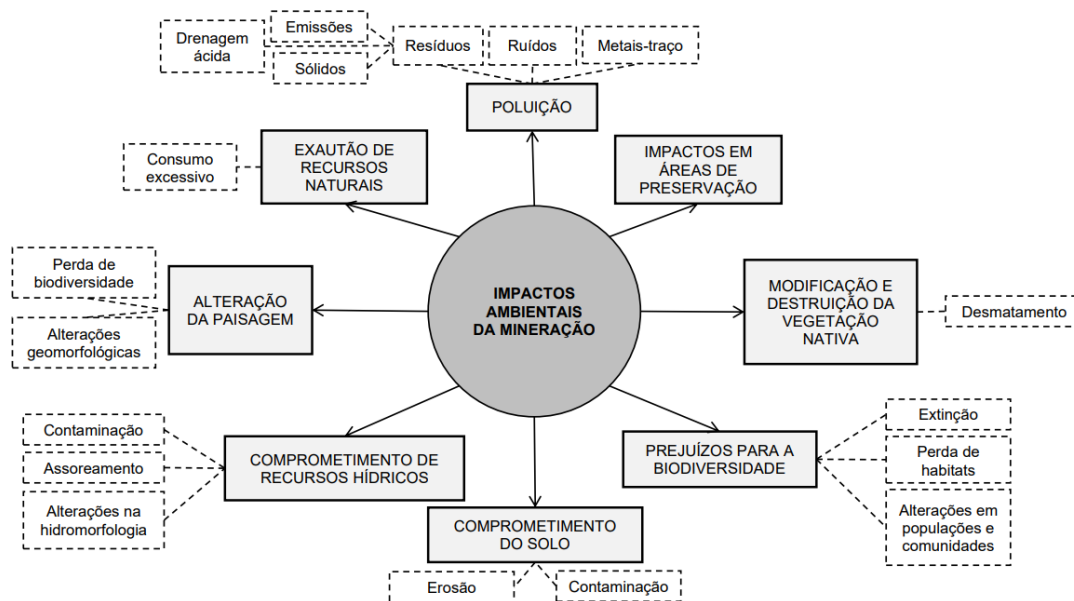 Drenagem
ácida
Emissões
Sólidos
Resíduos
Ruídos
Metais-traço
POLUIÇÃO
Consumo
excessivo
EXAUTÃO DE
RECURSOS
NATURAIS
IMPACTOS EM
ÁREAS DE
PRESERVAÇÃO
Perda de
biodiversidade
Alterações
geomorfológicas
ALTERAÇÃO
DA PAISAGEM
IMPACTOS
AMBIENTAIS
DA MINERAÇÃO
MODIFICAÇÃO E
DESTRUIÇÃO DA
VEGETAÇÃO
NATIVA
Desmatamento
Contaminação
Assoreamento
Alterações na
hidromorfologia
COMPROMETIMENTO DE
RECURSOS HÍDRICOS
PREJUÍZOS PARA A
BIODIVERSIDADE
Extinção
Perda de
habitats
Alterações em
populações e
comunidades
COMPROMETIMENTO
DO SOLO
Erosão
Contaminação